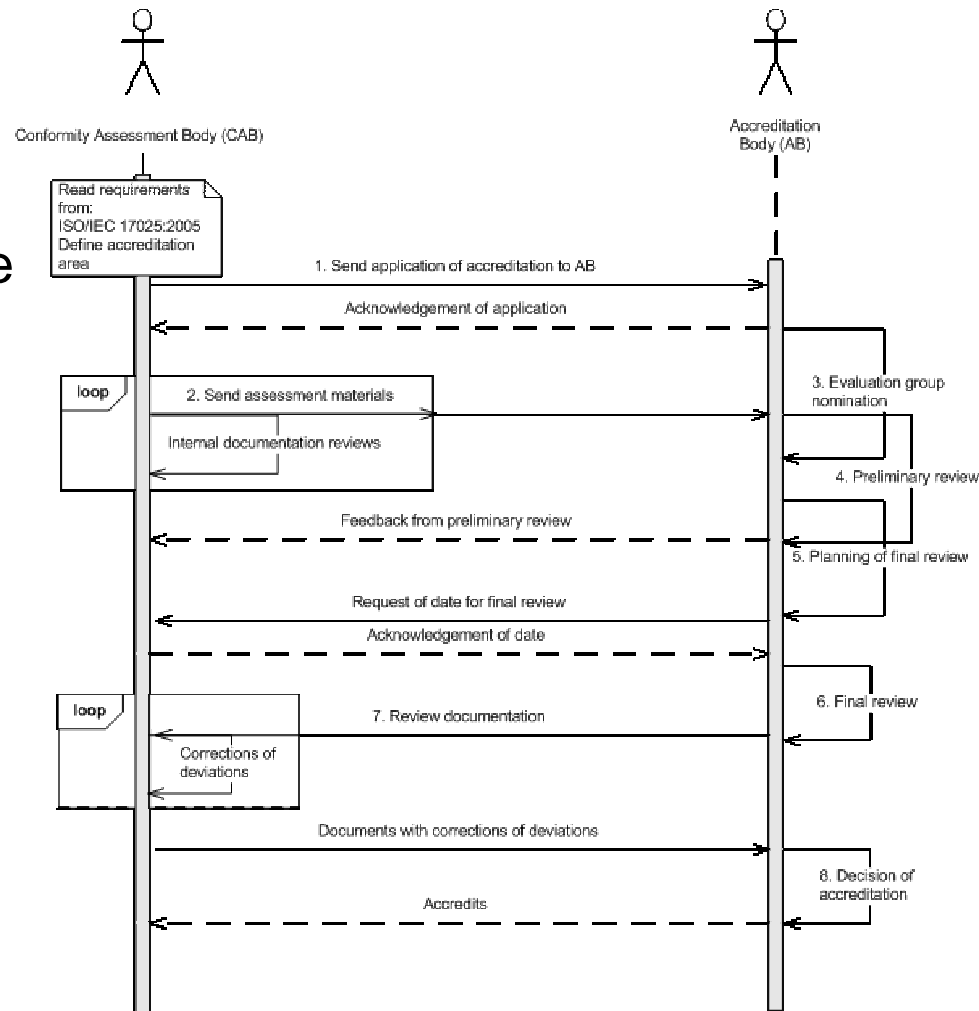 Conformity Assessment Body (CAB)
Accreditation
Body (AB)
Read requirements
from:
ISO/IEC 17025:2005
Define accreditation
area
e
1. Send application of accreditation to AB
Acknowledgement of application
loop
2. Send assessment materials
3. Evaluation group
nomination
Internal documentation reviews
4. Preliminary review
Feedback from preliminary review
5. Planning of final review
Request of date for final review
Acknowledgement of date
loop
7. Review documentation
6. Final review
Corrections of
deviations
Documents with corrections of deviations
8. Decision of
accreditation
Accredits